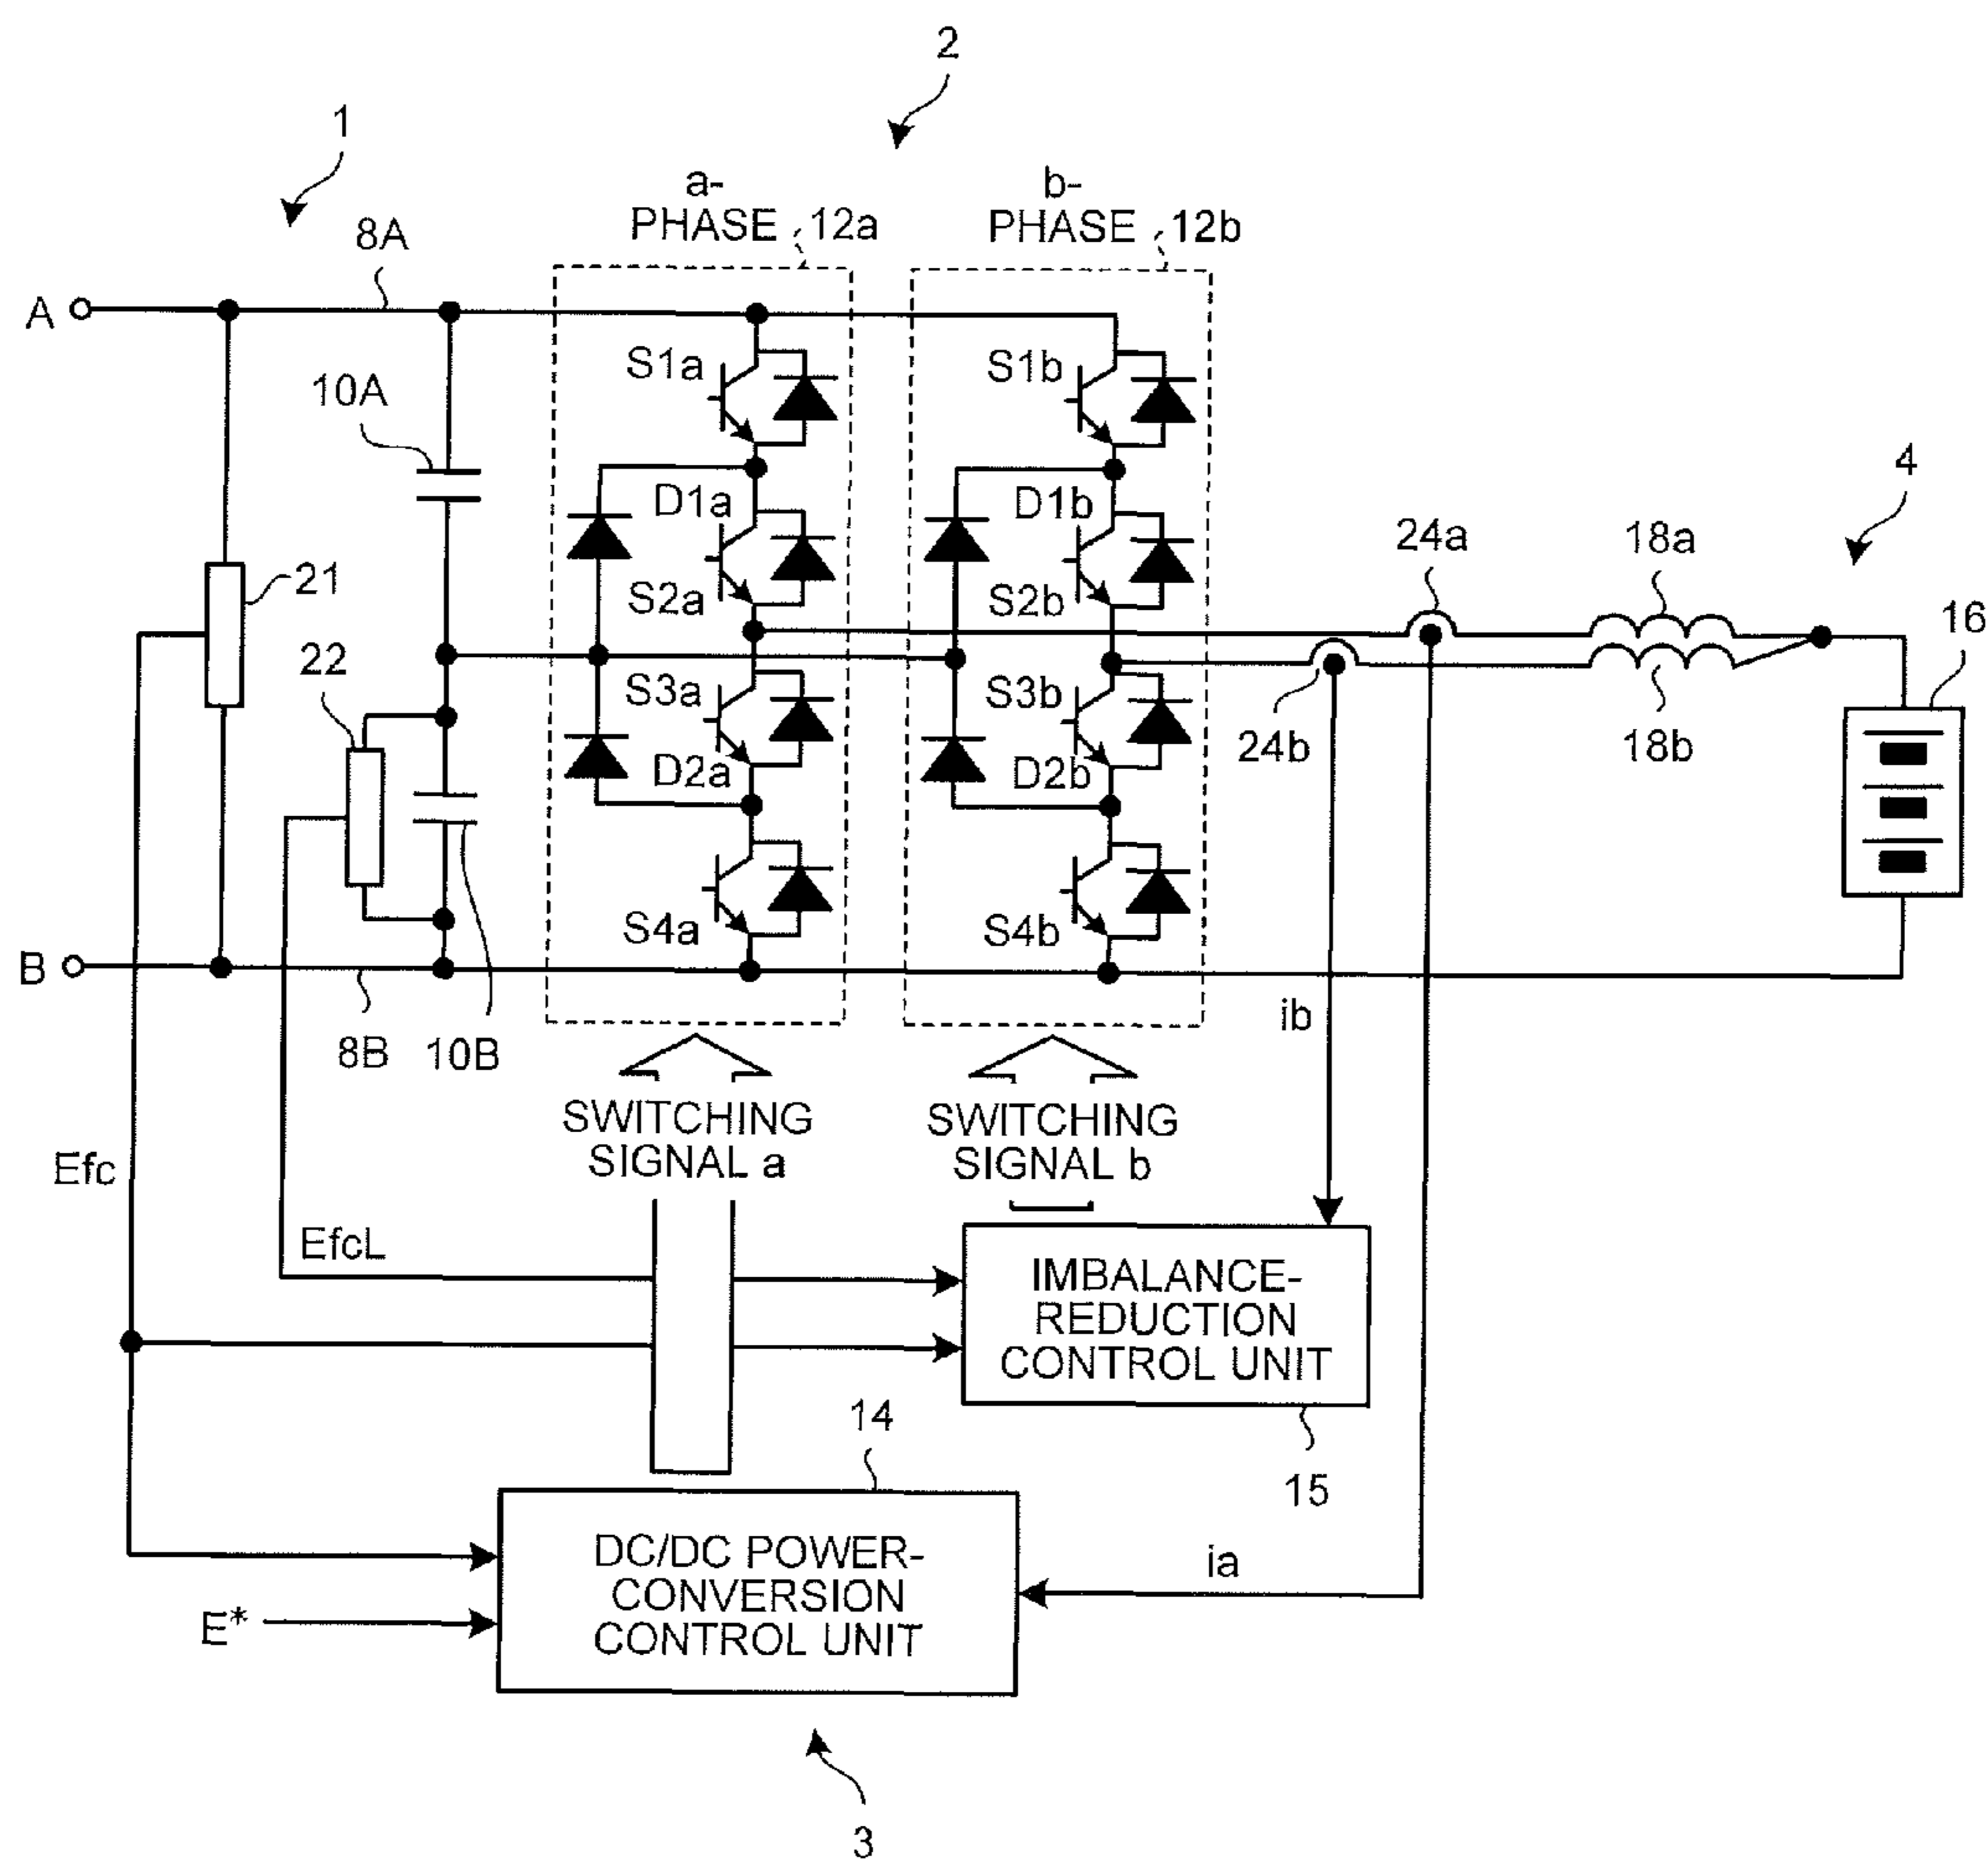 2
1
a-
PHASE
12a
b-
PHASE
12b
8A
A
S1a
S1b
10A
D1a
D1b
4
24a
18a
21
S2a
S2b
16
22
S3a
S3b
24b
18b
D2a
D2b
S4a
S4b
B
ib
8B
10B
SWITCHING
SIGNAL a
SWITCHING
SIGNAL b
Efc
EfcL
IMBALANCE-
REDUCTION
CONTROL UNIT
14
15
DC/DC POWER-
CONVERSION
CONTROL UNIT
ia
E*
3